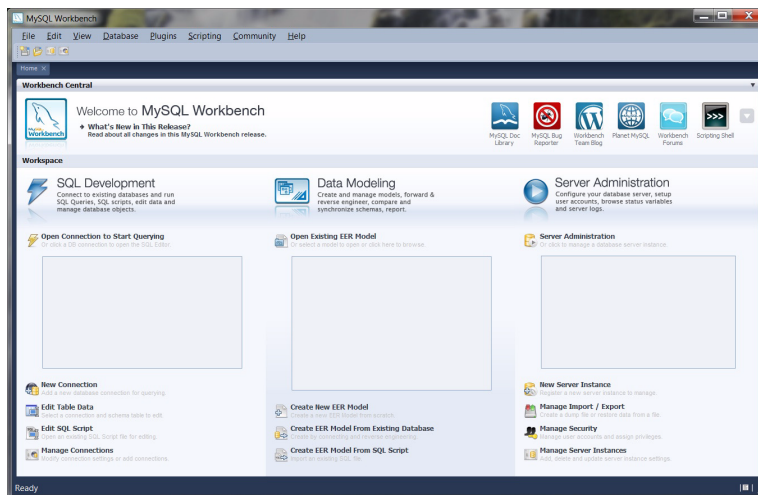 MySQL Workbench
File Edit View Database Plugins Scripting Community Help
Home
Workbench Central
MySQL
Workbench
Welcome to MySQL Workbench
What's New in This Release?
Read about all changes in this MySQL Workbench release.
MySQL Doc
Library
MySQL Bug
Reporter
Workbench
Team Blog
Planet MySQL
Workbench
Forums
>>>
Scripting Shell
Workspace
SQL Development
Connect to existing databases and run
SQL Queries, SQL scripts, edit data and
manage database objects.
Open Connection to Start Querying
Or click a DB connection to open the SQL Editor.
New Connection
Add a new database connection for querying.
Edit Table Data
Select a connection and schema table to edit.
Edit SQL Script
Open an existing SQL Script file for editing.
Manage Connections
Modify connection settings or add connections.
Data Modeling
Create and manage models, forward &
reverse engineer, compare and
synchronize schemas, report.
Open Existing EER Model
Or select a model to open or click here to browse.
Create New EER Model
Create a new EER Model from scratch.
Create EER Model From Existing Database
Create by connecting and reverse engineering.
Create EER Model From SQL Script
Import an existing SQL file.
Server Administration
Configure your database server, setup
user accounts, browse status variables
and server logs.
Server Administration
Or click to manage a database server instance.
New Server Instance
Register a new server instance to manage.
Manage Import / Export
Create a dump file or restore data from a file.
Manage Security
Manage user accounts and assign privileges.
Manage Server Instances
Add, delete and update server instance settings.
Ready